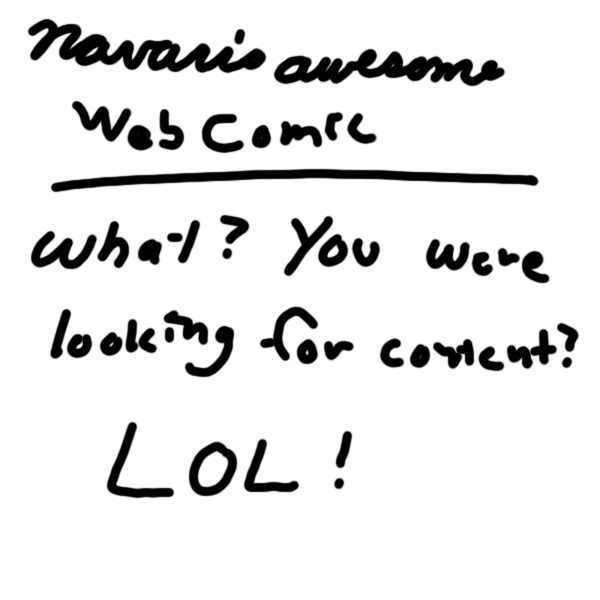 navaris awesome
Web Comic
What? You were
looking for content?
LOL!